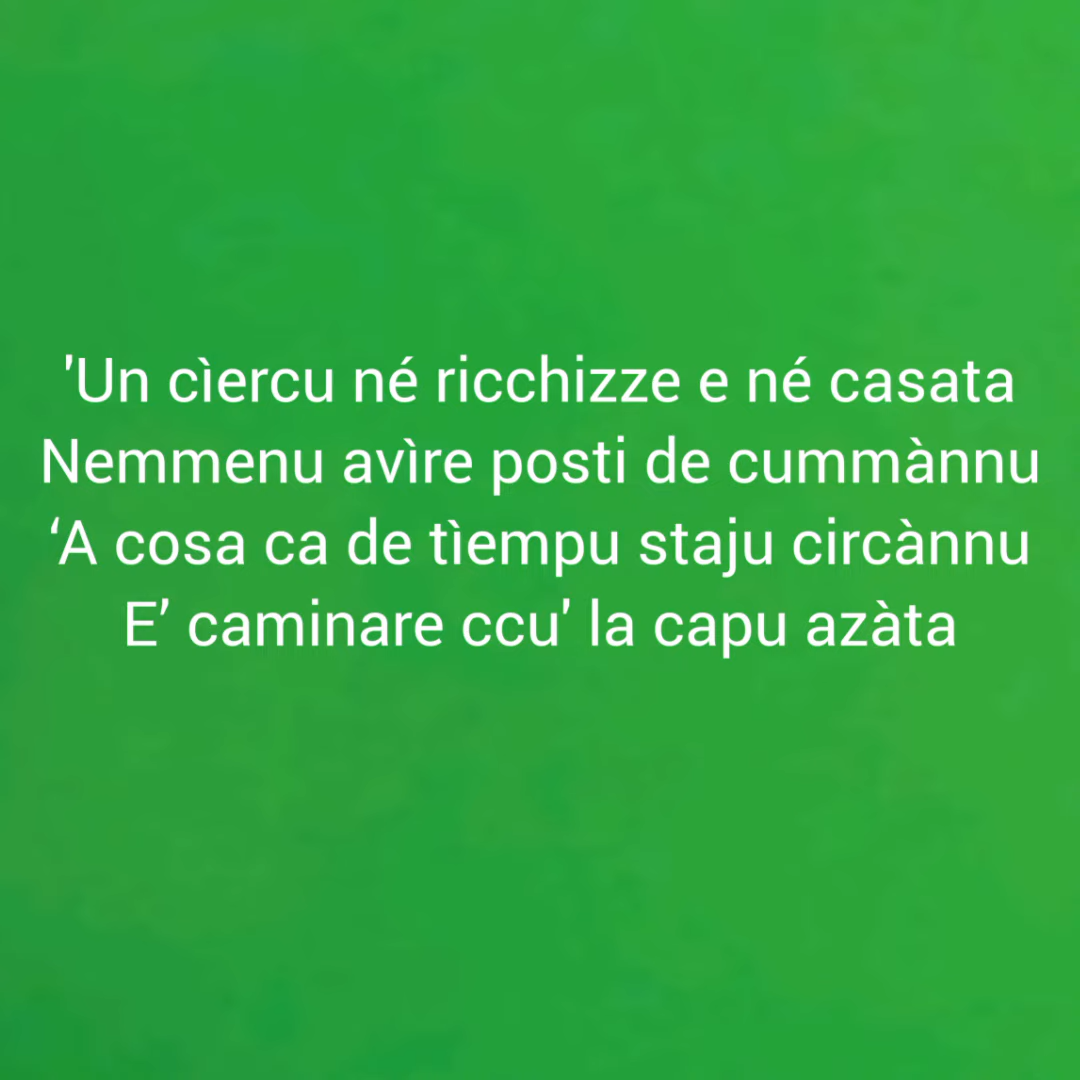 'Un cìercu né ricchizze e né casata
Nemmenu avìre posti de cummànnu
‘A cosa ca de tìempu staju circànnu
E’ caminare ccu' la capu azàta